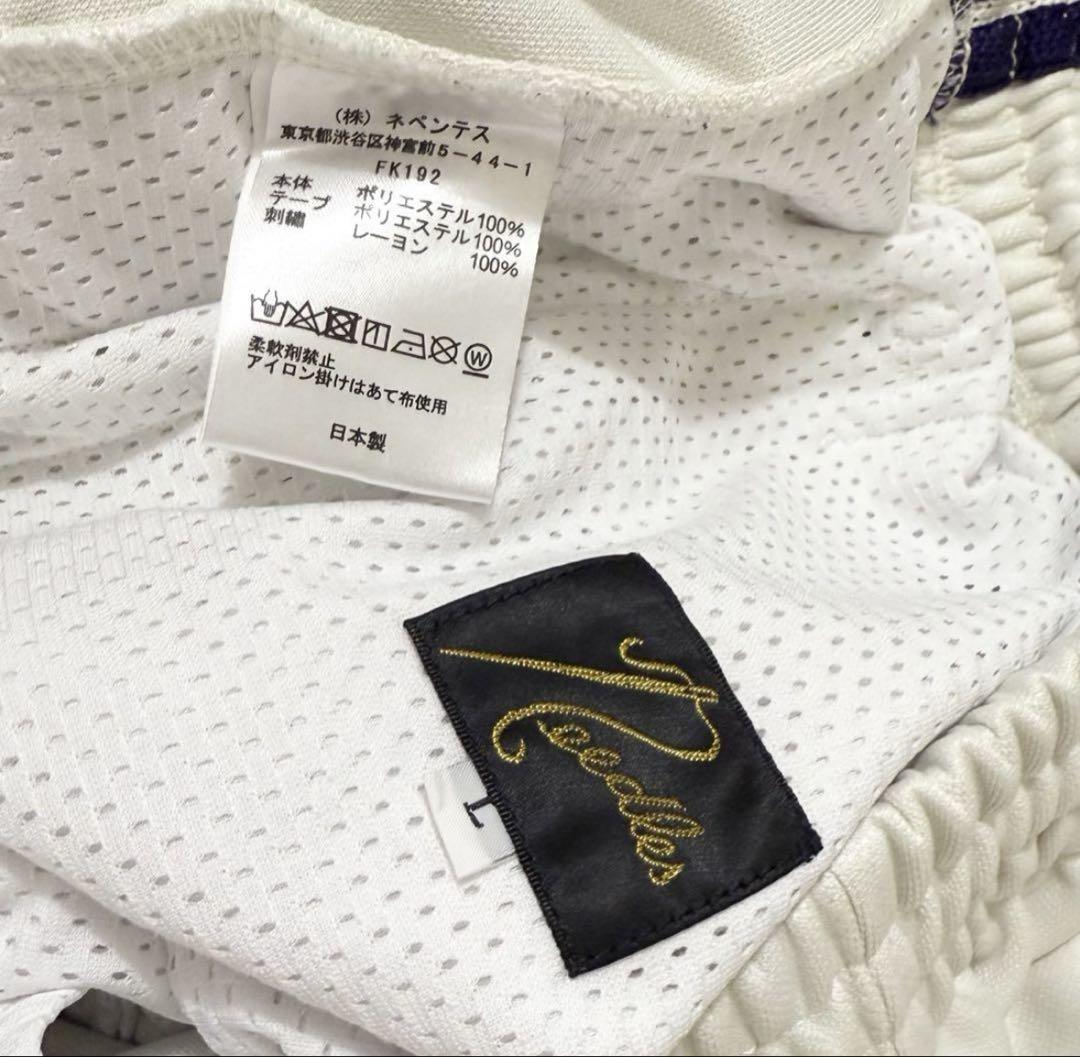 （株）ネペンテス
東京都渋谷区神宮前5-44-1
FK192
本体 ポリエステル100%
テープ ポリエステル100%
刺繍 レーヨン 100%
W
柔軟剤禁止
アイロン掛けはあて布使用
日本製
Needles
L